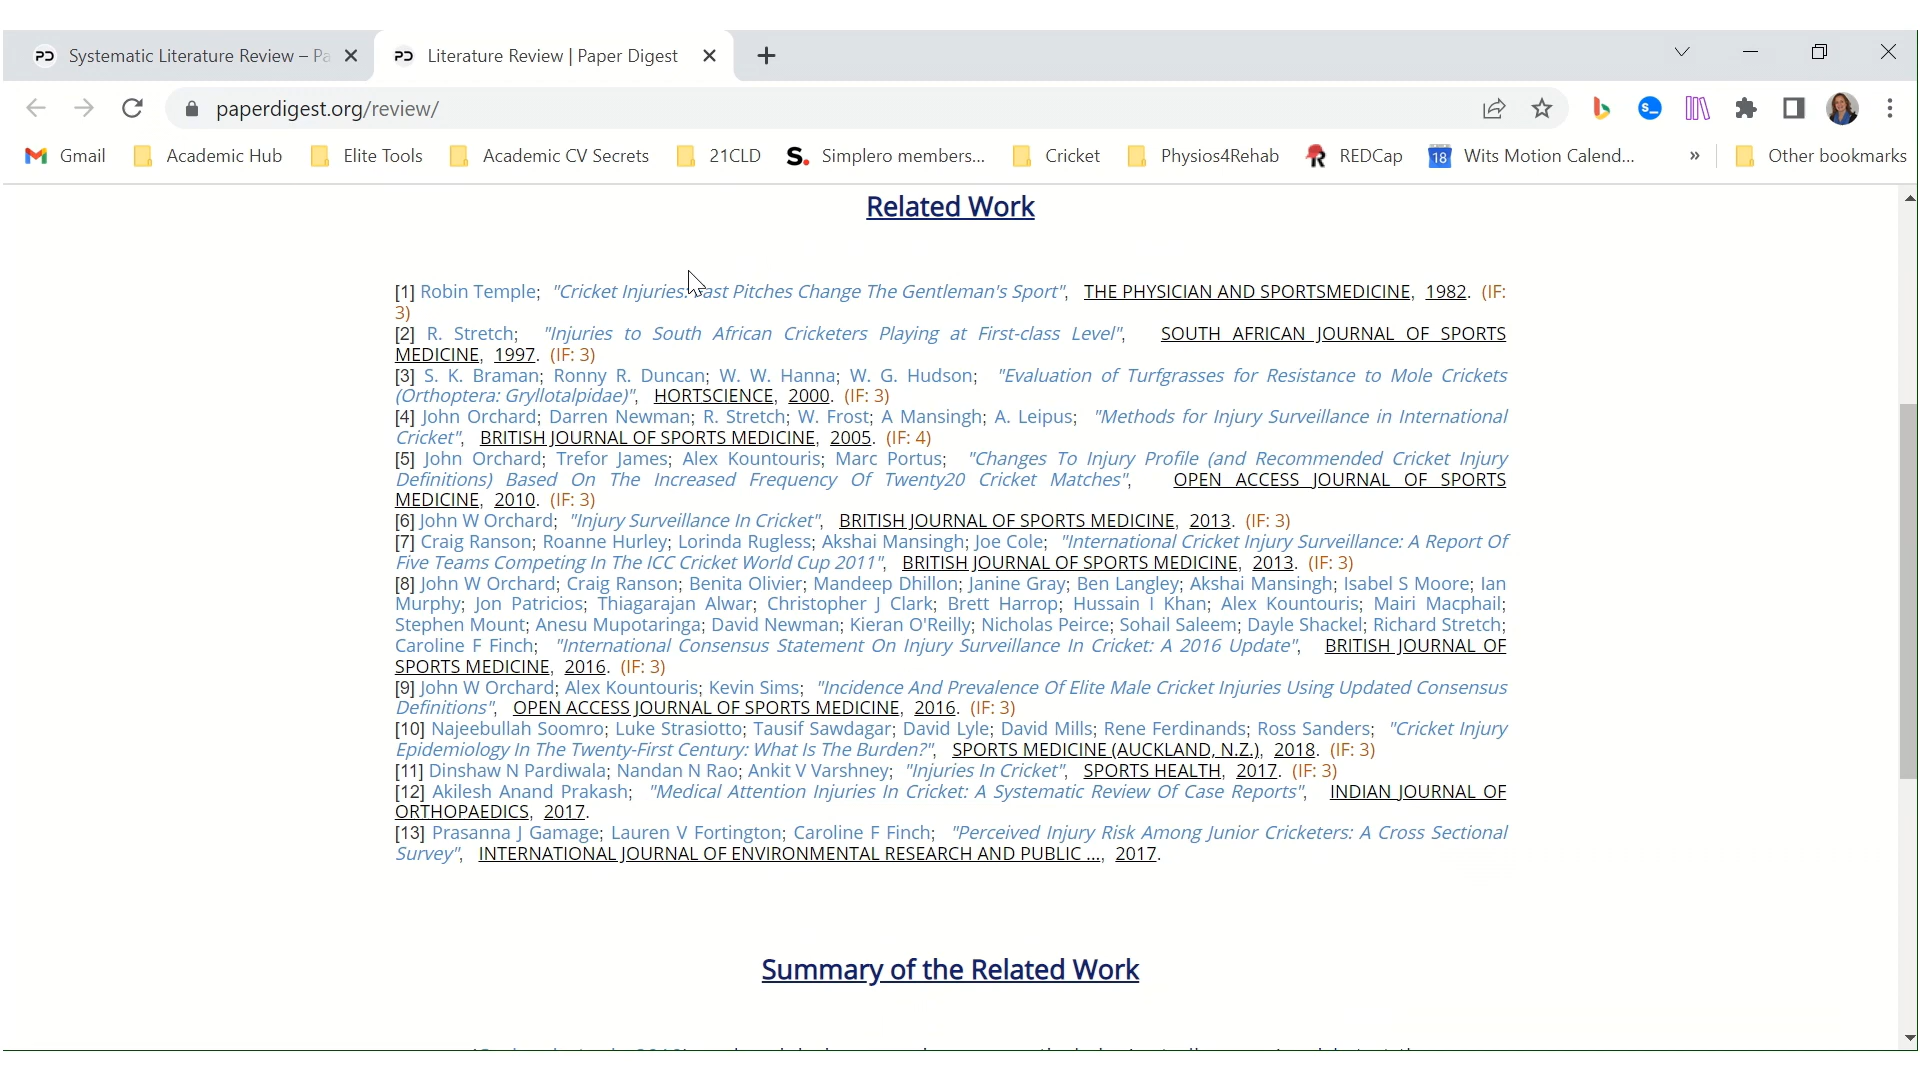 Systematic Literature Review – Pa
Literature Review | Paper Digest
paperdigest.org/review/
Gmail
Academic Hub
Elite Tools
Academic CV Secrets
21CLD
Simplero members...
Cricket
Physios4Rehab
REDCap
18
Wits Motion Calend...
»
Other bookmarks
Related Work
[1] Robin Temple; "Cricket Injuries: Fast Pitches Change The Gentleman's Sport", THE PHYSICIAN AND SPORTSMEDICINE, 1982. (IF:
3)
[2] R. Stretch; "Injuries to South African Cricketers Playing at First-class Level", SOUTH AFRICAN JOURNAL OF SPORTS
MEDICINE, 1997. (IF: 3)
[3] S. K. Braman; Ronny R. Duncan; W. W. Hanna; W. G. Hudson; "Evaluation of Turfgrasses for Resistance to Mole Crickets
(Orthoptera: Gryllotalpidae)", HORTSCIENCE, 2000. (IF: 3)
[4] John Orchard; Darren Newman; R. Stretch; W. Frost; A Mansingh; A. Leipus; "Methods for Injury Surveillance in International
Cricket", BRITISH JOURNAL OF SPORTS MEDICINE, 2005. (IF: 4)
[5] John Orchard; Trefor James; Alex Kountouris; Marc Portus; "Changes To Injury Profile (and Recommended Cricket Injury
Definitions) Based On The Increased Frequency Of Twenty20 Cricket Matches", OPEN ACCESS JOURNAL OF SPORTS
MEDICINE, 2010. (IF: 3)
[6] John W Orchard; "Injury Surveillance In Cricket", BRITISH JOURNAL OF SPORTS MEDICINE, 2013. (IF: 3)
[7] Craig Ranson; Roanne Hurley; Lorinda Rugless; Akshai Mansingh; Joe Cole; "International Cricket Injury Surveillance: A Report Of
Five Teams Competing In The ICC Cricket World Cup 2011", BRITISH JOURNAL OF SPORTS MEDICINE, 2013. (IF: 3)
[8] John W Orchard; Craig Ranson; Benita Olivier; Mandeep Dhillon; Janine Gray; Ben Langley; Akshai Mansingh; Isabel S Moore; Ian
Murphy; Jon Patricios; Thiagarajan Alwar; Christopher J Clark; Brett Harrop; Hussain I Khan; Alex Kountouris; Mairi Macphail;
Stephen Mount; Anesu Mupotaringa; David Newman; Kieran O'Reilly; Nicholas Peirce; Sohail Saleem; Dayle Shackel; Richard Stretch;
Caroline F Finch; "International Consensus Statement On Injury Surveillance In Cricket: A 2016 Update", BRITISH JOURNAL OF
SPORTS MEDICINE, 2016. (IF: 3)
[9] John W Orchard; Alex Kountouris; Kevin Sims; "Incidence And Prevalence Of Elite Male Cricket Injuries Using Updated Consensus
Definitions", OPEN ACCESS JOURNAL OF SPORTS MEDICINE, 2016. (IF: 3)
[10] Najeebullah Soomro; Luke Strasiotto; Tausif Sawdagar; David Lyle; David Mills; Rene Ferdinands; Ross Sanders; "Cricket Injury
Epidemiology In The Twenty-First Century: What Is The Burden?", SPORTS MEDICINE (AUCKLAND, N.Z.), 2018. (IF: 3)
[11] Dinshaw N Pardiwala; Nandan N Rao; Ankit V Varshney; "Injuries In Cricket", SPORTS HEALTH, 2017. (IF: 3)
[12] Akilesh Anand Prakash; "Medical Attention Injuries In Cricket: A Systematic Review Of Case Reports", INDIAN JOURNAL OF
ORTHOPAEDICS, 2017.
[13] Prasanna J Gamage; Lauren V Fortington; Caroline F Finch; "Perceived Injury Risk Among Junior Cricketers: A Cross Sectional
Survey", INTERNATIONAL JOURNAL OF ENVIRONMENTAL RESEARCH AND PUBLIC ..., 2017.
Summary of the Related Work